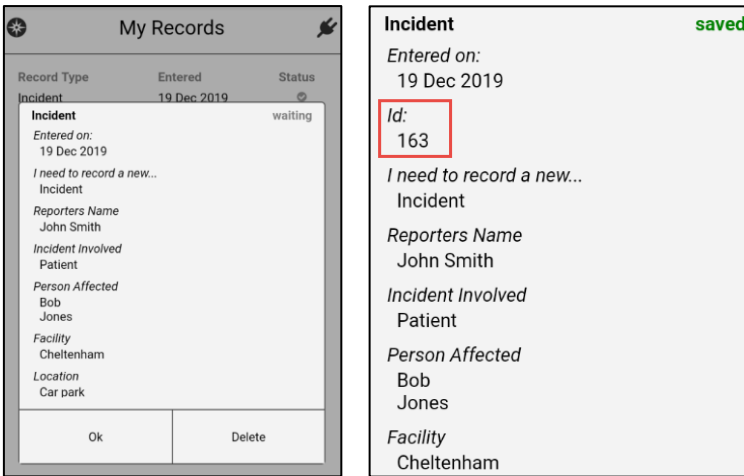 My Records
Record Type Entered Status
Incident 19 Dec 2019
Incident waiting
Entered on:
19 Dec 2019
I need to record a new...
Incident
Reporters Name
John Smith
Incident Involved
Patient
Person Affected
Bob
Jones
Facility
Cheltenham
Location
Car park
Ok Delete
Incident saved
Entered on:
19 Dec 2019
Id:
163
I need to record a new...
Incident
Reporters Name
John Smith
Incident Involved
Patient
Person Affected
Bob
Jones
Facility
Cheltenham